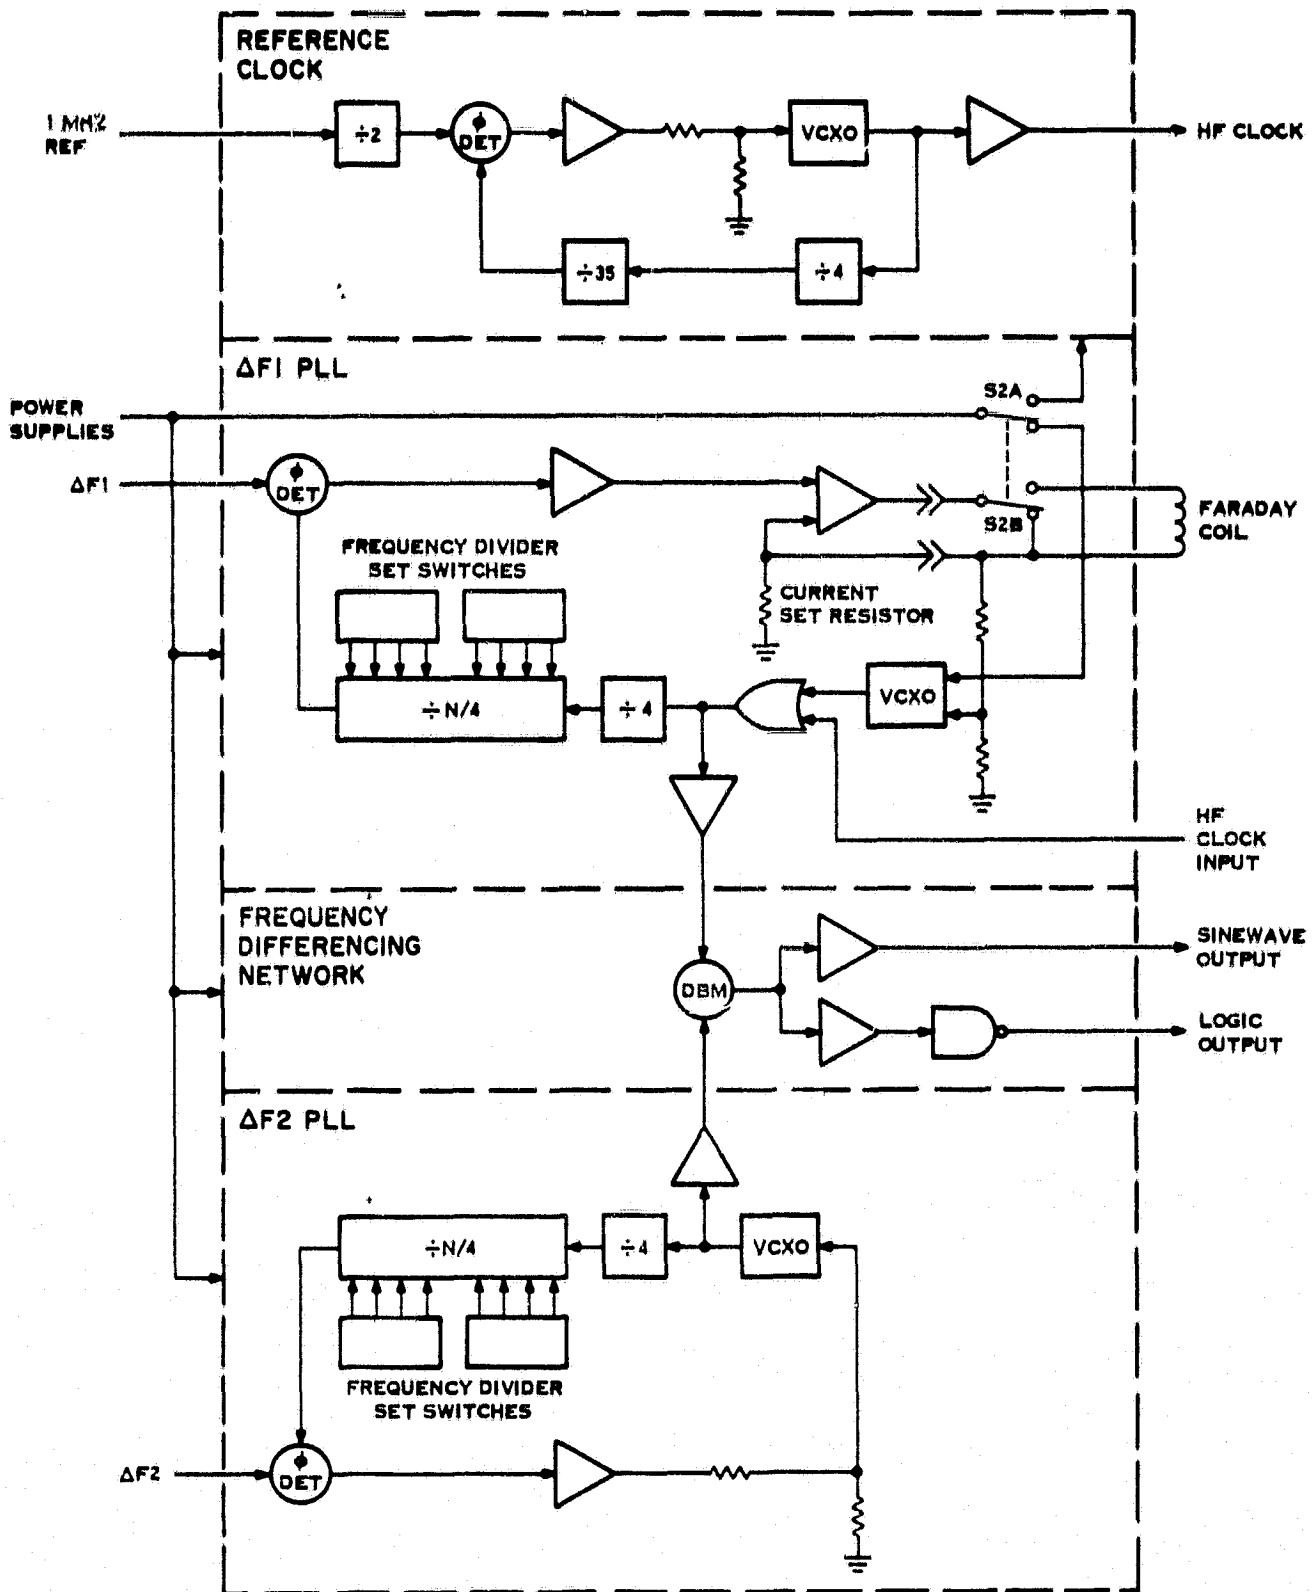 REFERENCE
CLOCK
1 MHZ
REF
÷2
ϕ
DET
VCXO
HF CLOCK
÷35
÷4
ΔF1 PLL
POWER
SUPPLIES
S2A
ΔF1
ϕ
DET
S2B
FARADAY
COIL
FREQUENCY DIVIDER
SET SWITCHES
CURRENT
SET RESISTOR
÷N/4
÷4
VCXO
HF
CLOCK
INPUT
FREQUENCY
DIFFERENCING
NETWORK
DBM
SINEWAVE
OUTPUT
LOGIC
OUTPUT
ΔF2 PLL
÷N/4
÷4
VCXO
FREQUENCY DIVIDER
SET SWITCHES
ΔF2
ϕ
DET